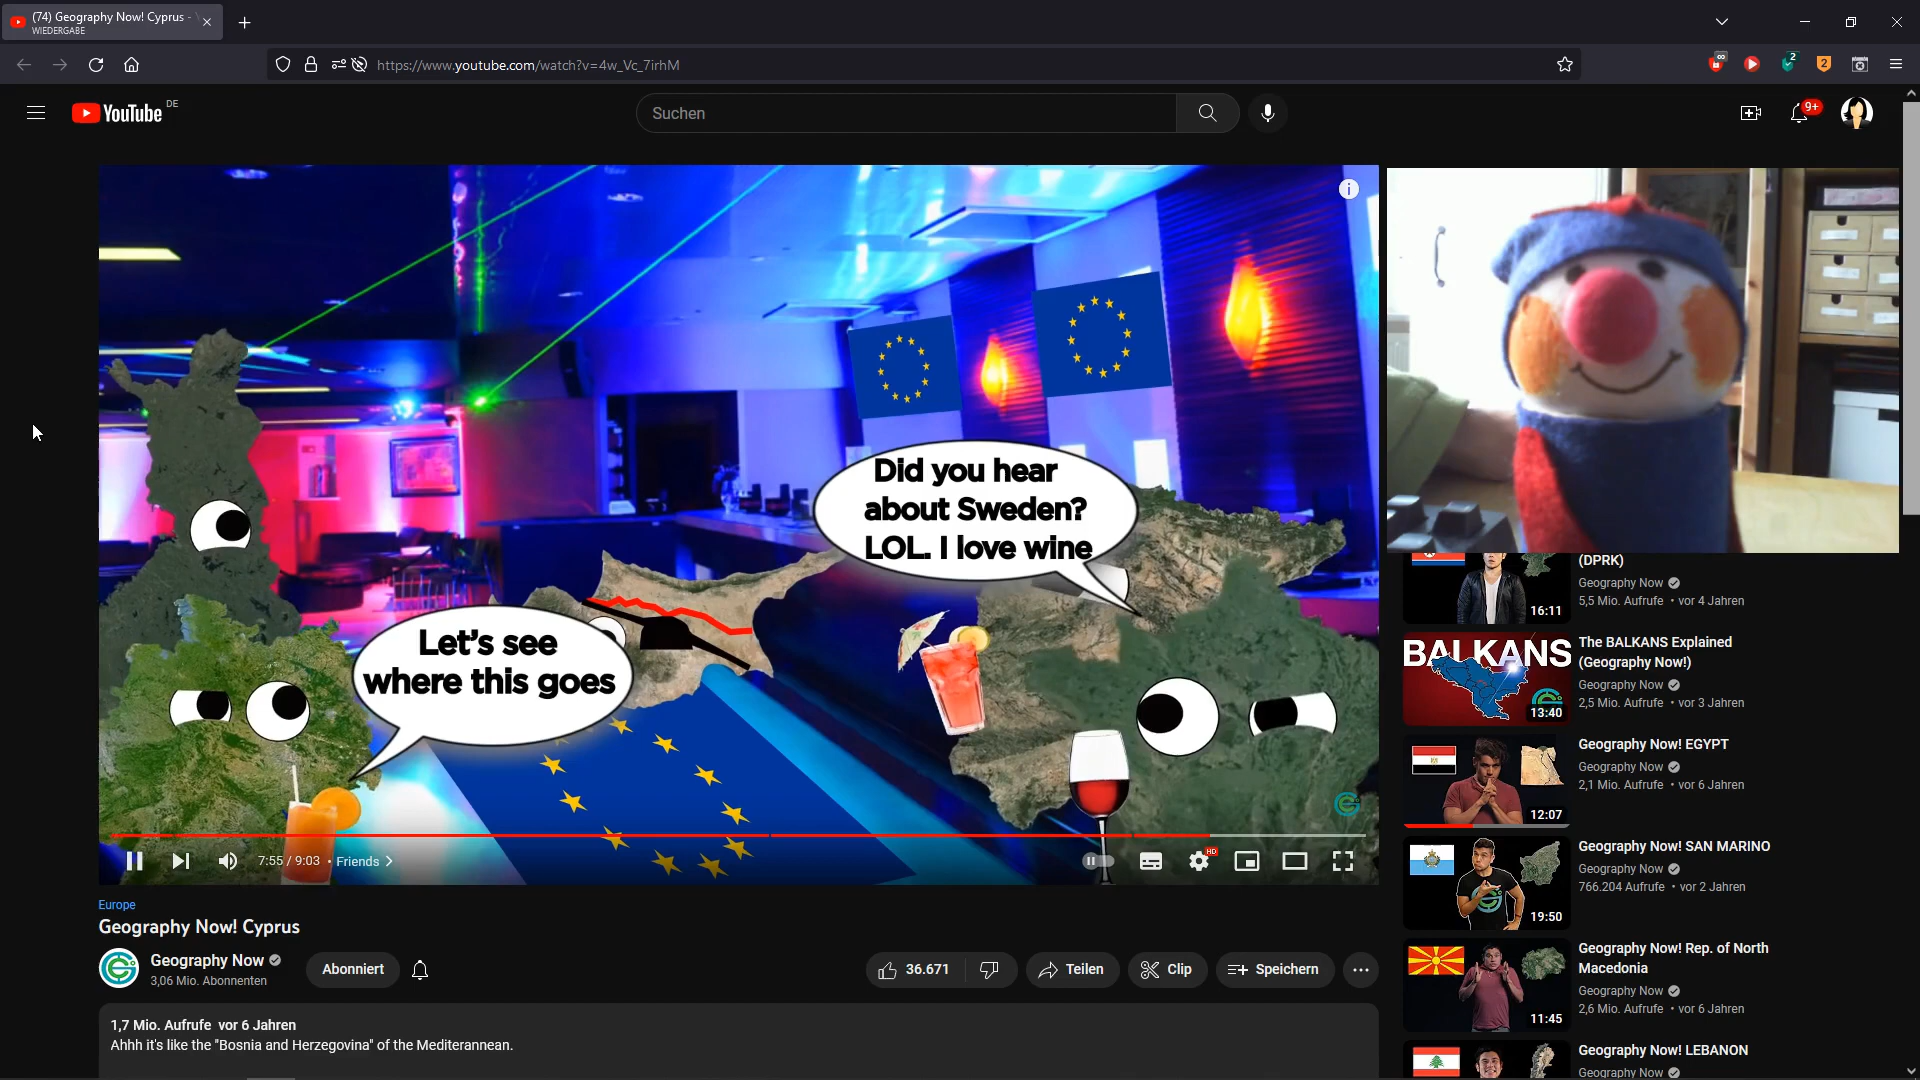 (74) Geography Now! Cyprus -
WIEDERGABE
https://www.youtube.com/watch?v=4w_Vc_7irhM
∞
2
2
YouTube DE
Suchen
9+
Did you hear
about Sweden?
LOL. I love wine
Let's see
where this goes
7:55 / 9:03 • Friends
HD
Europe
Geography Now! Cyprus
Geography Now
3,06 Mio. Abonnenten
Abonniert
36.671
Teilen
Clip
Speichern
1,7 Mio. Aufrufe vor 6 Jahren
Ahhh it's like the "Bosnia and Herzegovina" of the Mediterannean.
(DPRK)
Geography Now
5,5 Mio. Aufrufe • vor 4 Jahren
16:11
BALKANS
13:40
The BALKANS Explained
(Geography Now!)
Geography Now
2,5 Mio. Aufrufe • vor 3 Jahren
12:07
Geography Now! EGYPT
Geography Now
2,1 Mio. Aufrufe • vor 6 Jahren
19:50
Geography Now! SAN MARINO
Geography Now
766.204 Aufrufe • vor 2 Jahren
11:45
Geography Now! Rep. of North
Macedonia
Geography Now
2,6 Mio. Aufrufe • vor 6 Jahren
Geography Now! LEBANON
Geography Now